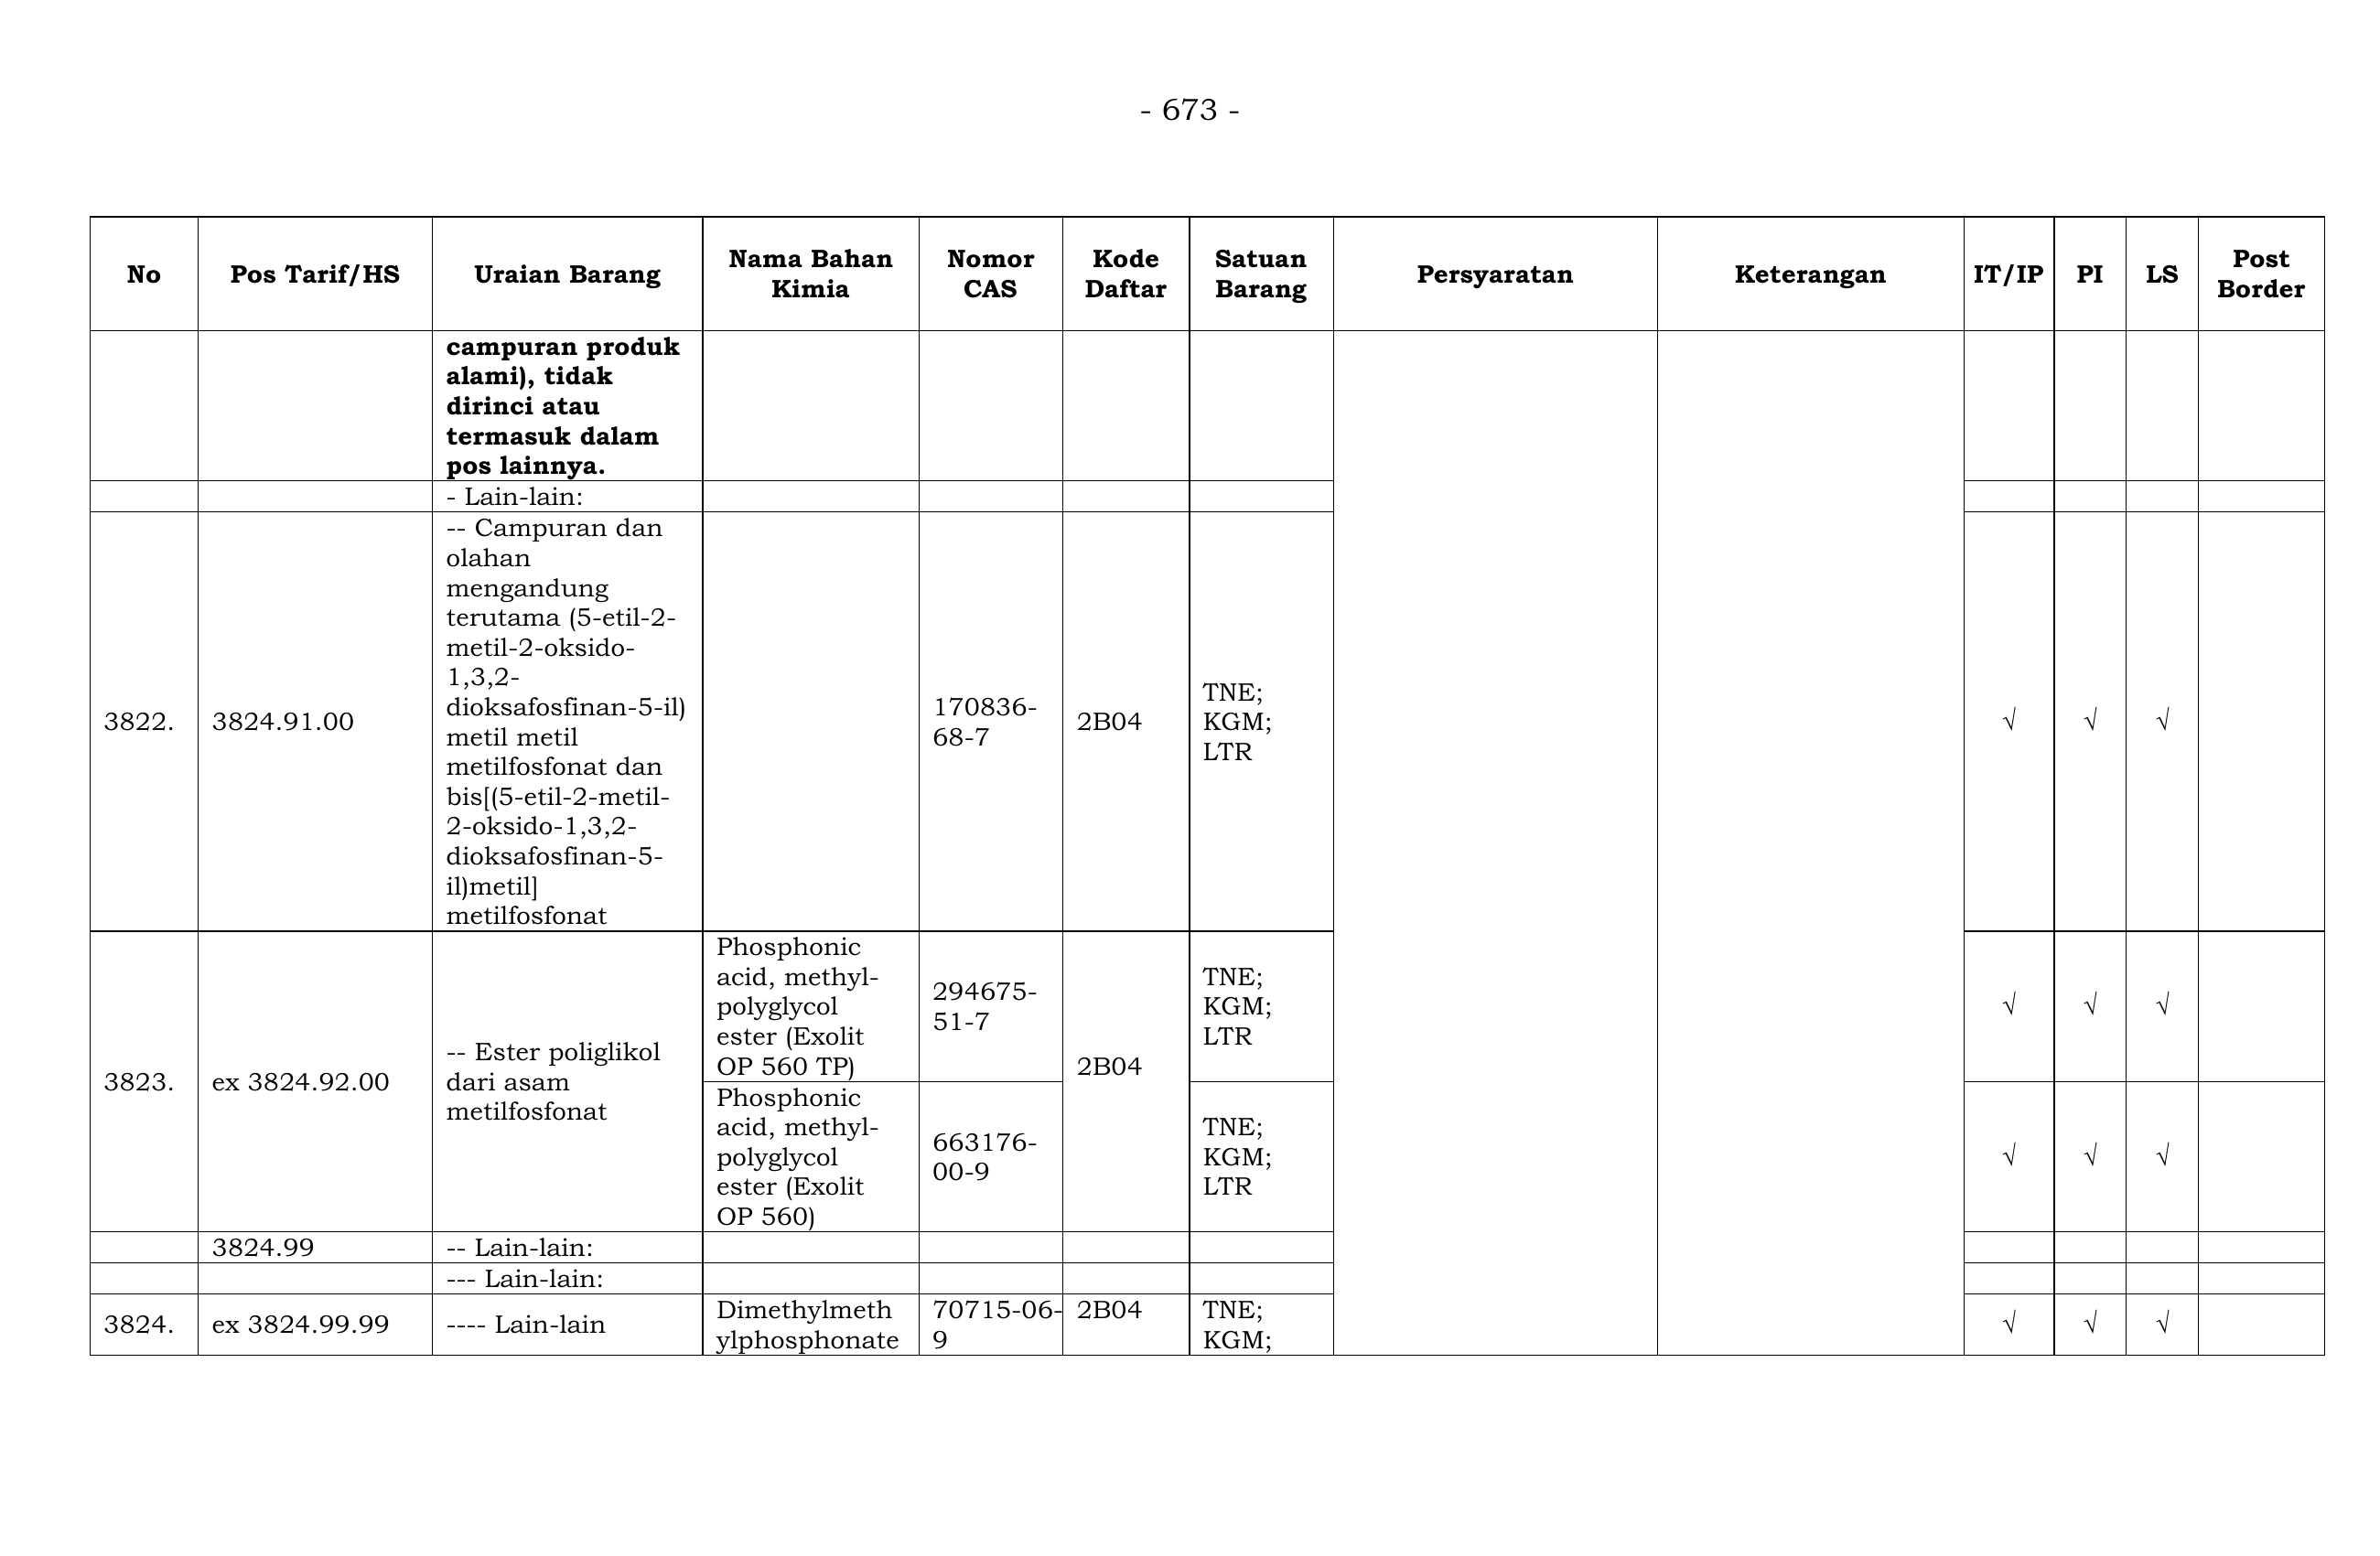 - 673 -
No
Pos Tarif/HS
Uraian Barang
Nama Bahan
Kimia
Nomor
CAS
Kode
Daftar
Satuan
Barang
Persyaratan
Keterangan
IT/IP
PI
LS
Post
Border
campuran produk
alami), tidak
dirinci atau
termasuk dalam
pos lainnya.
- Lain-lain:
3822.
3824.91.00
-- Campuran dan
olahan
mengandung
terutama (5-etil-2-
metil-2-oksido-
1,3,2-
dioksafosfinan-5-il)
metil metil
metilfosfonat dan
bis[(5-etil-2-metil-
2-oksido-1,3,2-
dioksafosfinan-5-
il)metil]
metilfosfonat
170836-
68-7
2B04
TNE;
KGM;
LTR
√
√
√
3823.
ex 3824.92.00
-- Ester poliglikol
dari asam
metilfosfonat
Phosphonic
acid, methyl-
polyglycol
ester (Exolit
OP 560 TP)
294675-
51-7
2B04
TNE;
KGM;
LTR
√
√
√
Phosphonic
acid, methyl-
polyglycol
ester (Exolit
OP 560)
663176-
00-9
TNE;
KGM;
LTR
√
√
√
3824.99
-- Lain-lain:
--- Lain-lain:
3824.
ex 3824.99.99
---- Lain-lain
Dimethylmeth
ylphosphonate
70715-06-
9
2B04
TNE;
KGM;
√
√
√